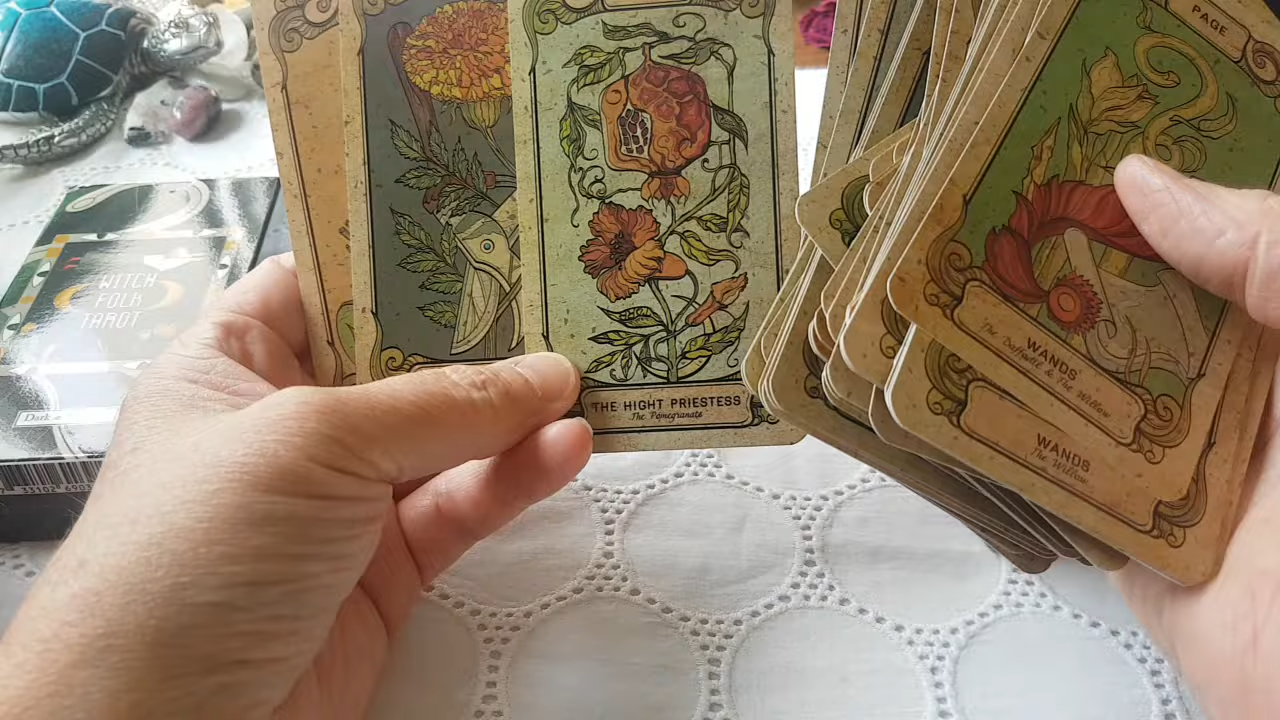 WITCH
FOLK
TAROT
THE HIGHT PRIESTESS
The Pomegranate
PAGE
WANDS
The Daffodil & The Willow
WANDS
The Willow